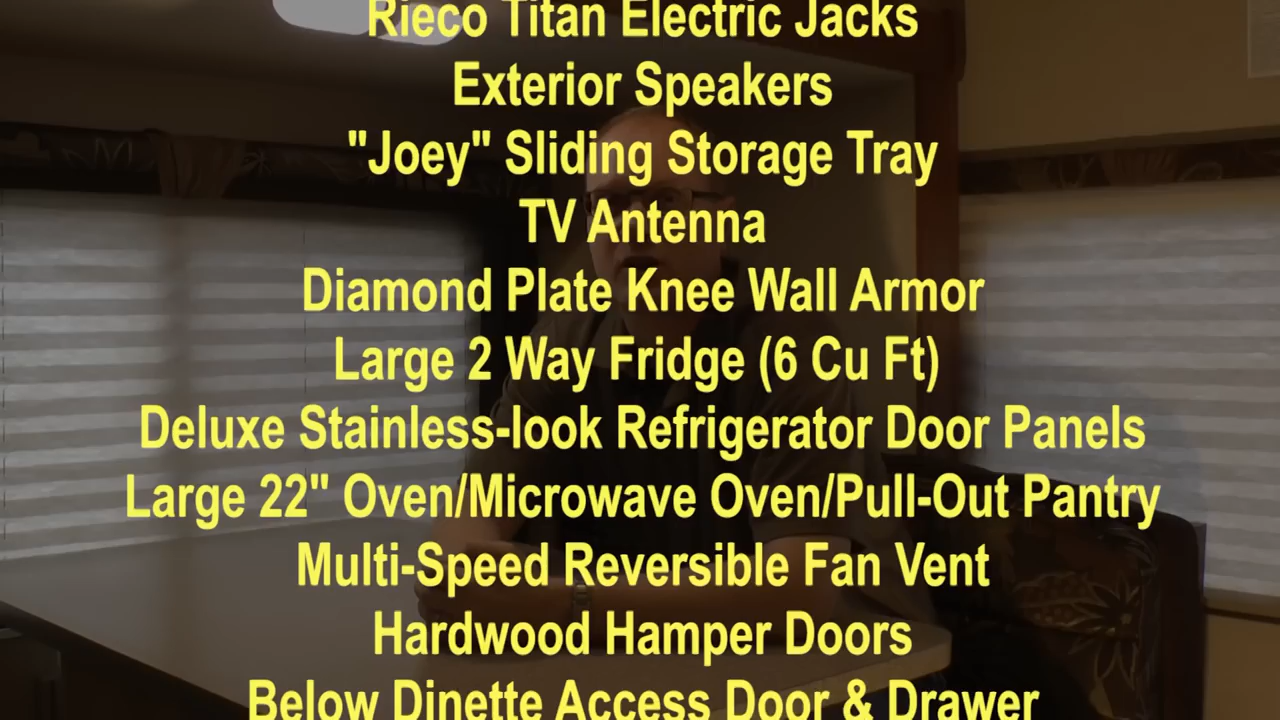 Rieco Titan Electric Jacks
Exterior Speakers
"Joey" Sliding Storage Tray
TV Antenna
Diamond Plate Knee Wall Armor
Large 2 Way Fridge (6 Cu Ft)
Deluxe Stainless-look Refrigerator Door Panels
Large 22" Oven/Microwave Oven/Pull-Out Pantry
Multi-Speed Reversible Fan Vent
Hardwood Hamper Doors
Below Dinette Access Door & Drawer